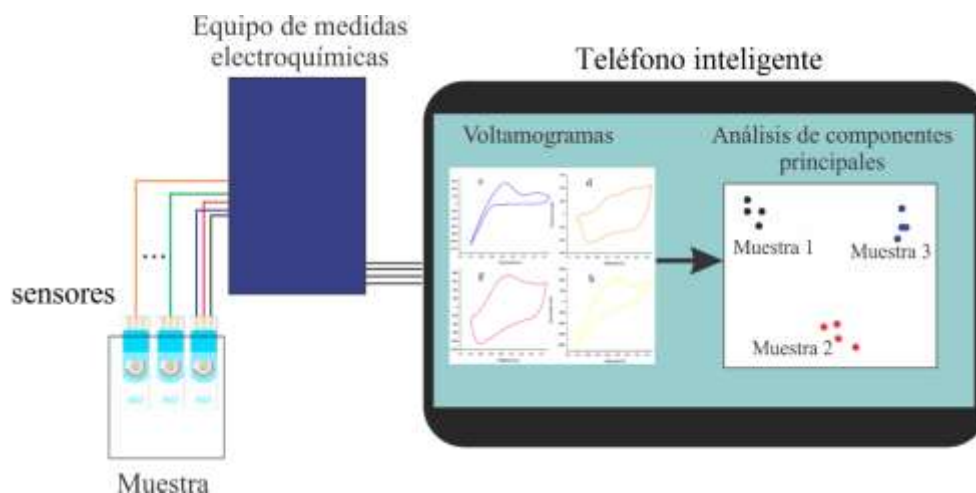 Equipo de medidas
electroquímicas
Teléfono inteligente
Voltamogramas
Análisis de componentes
principales
c
d
g
h
Muestra 1
Muestra 3
Muestra 2
...
sensores
Muestra